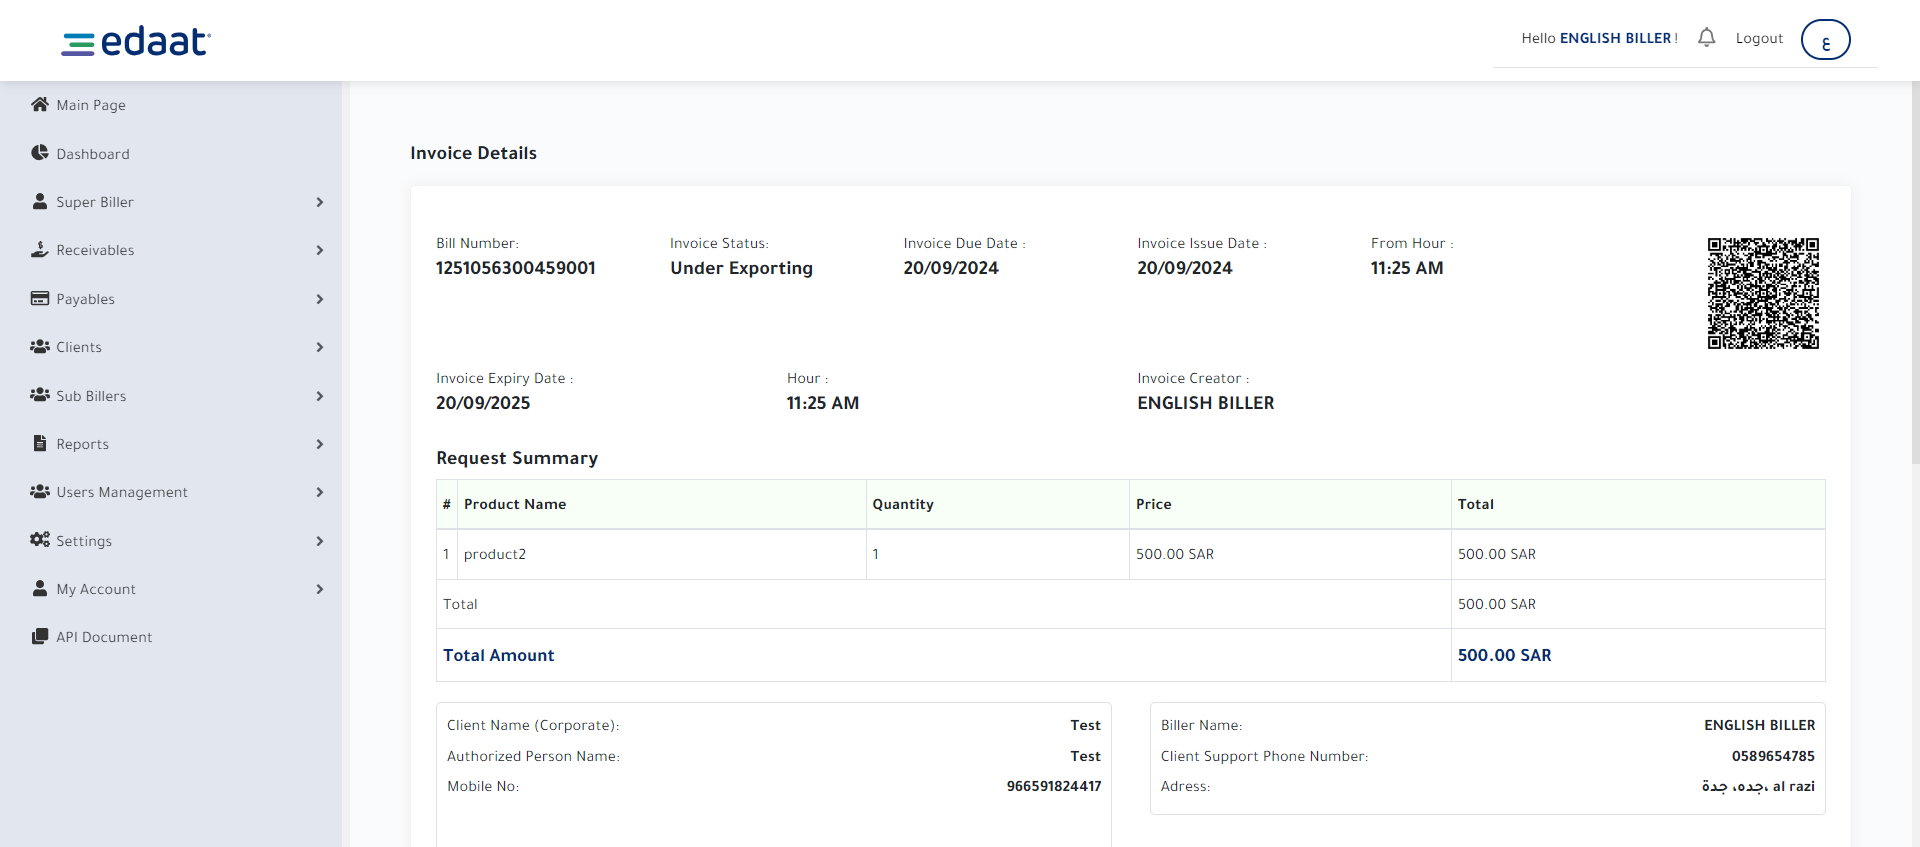 edaat
Hello ENGLISH BILLER !
Logout
ع
Main Page
Dashboard
Super Biller
Receivables
Payables
Clients
Sub Billers
Reports
Users Management
Settings
My Account
API Document
Invoice Details
Bill Number: Invoice Status: Invoice Due Date : Invoice Issue Date : From Hour :
1251056300459001 Under Exporting 20/09/2024 20/09/2024 11:25 AM
Invoice Expiry Date : Hour : Invoice Creator :
20/09/2025 11:25 AM ENGLISH BILLER
Request Summary
# Product Name Quantity Price Total
1 product2 1 500.00 SAR 500.00 SAR
Total 500.00 SAR
Total Amount 500.00 SAR
Client Name (Corporate): Test
Authorized Person Name: Test
Mobile No: 966591824417
Biller Name: ENGLISH BILLER
Client Support Phone Number: 0589654785
Adress: جده، جدة، al razi